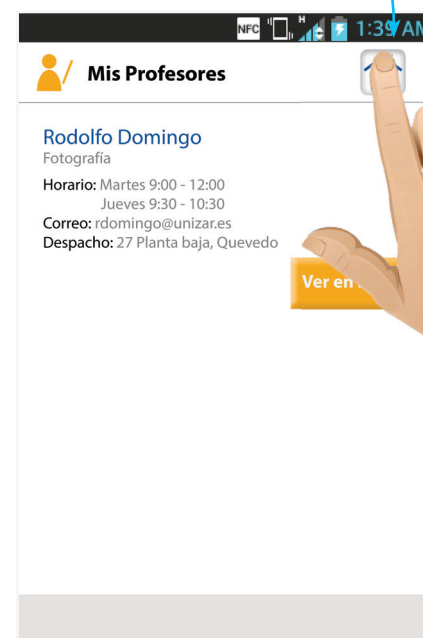 NFC H 1:39 AM
Mis Profesores
Rodolfo Domingo
Fotografía
Horario: Martes 9:00 - 12:00
Jueves 9:30 - 10:30
Correo: rdomingo@unizar.es
Despacho: 27 Planta baja, Quevedo
Ver en